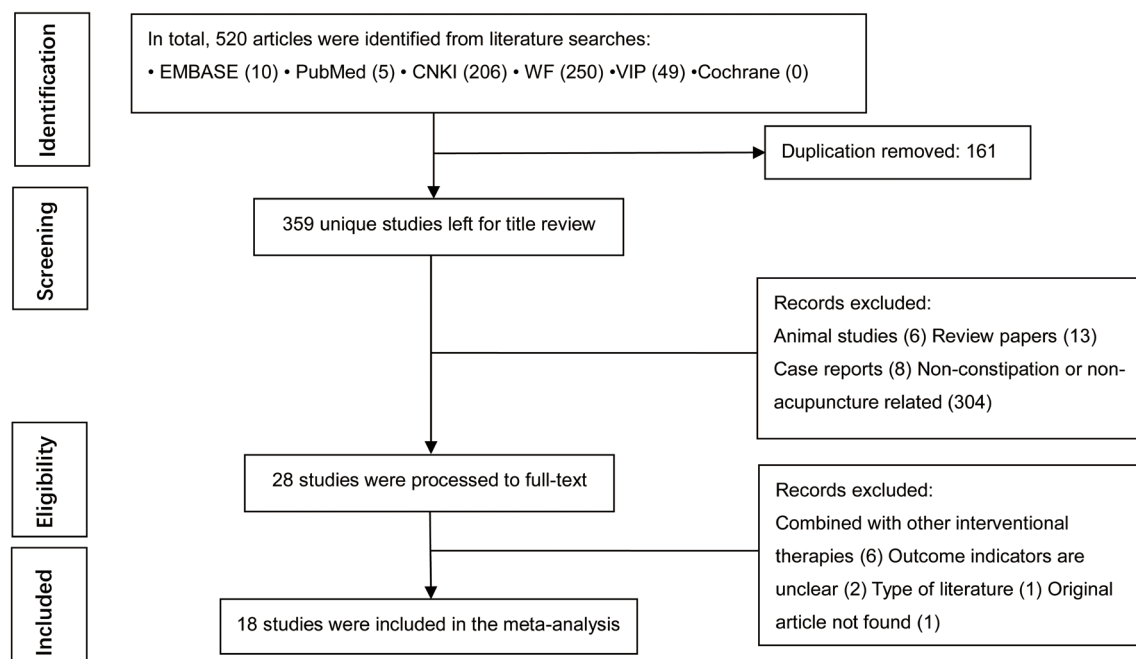 Identification
In total, 520 articles were identified from literature searches:
• EMBASE (10) • PubMed (5) • CNKI (206) • WF (250) •VIP (49) •Cochrane (0)
Duplication removed: 161
Screening
359 unique studies left for title review
Records excluded:
Animal studies (6) Review papers (13)
Case reports (8) Non-constipation or non-
acupuncture related (304)
Eligibility
28 studies were processed to full-text
Records excluded:
Combined with other interventional
therapies (6) Outcome indicators are
unclear (2) Type of literature (1) Original
article not found (1)
Included
18 studies were included in the meta-analysis